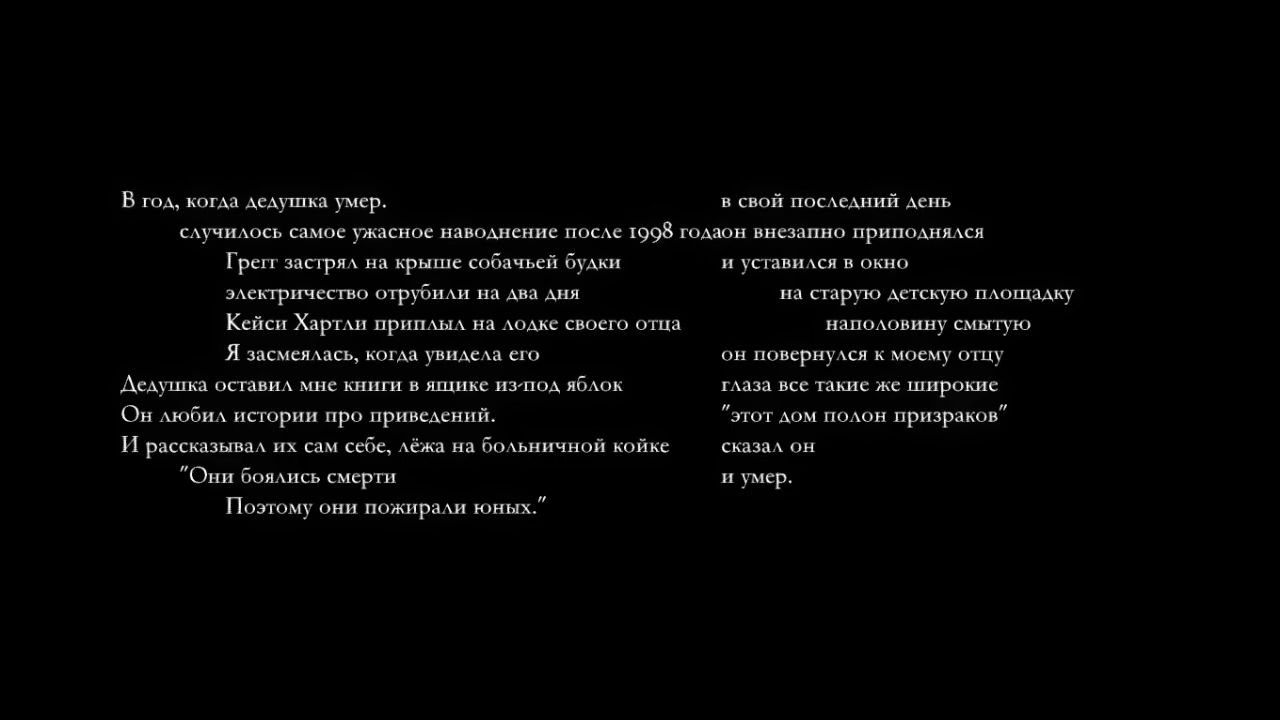 В год, когда дедушка умер.
случилось самое ужасное наводнение после 1998 года
Грегг застрял на крыше собачьей будки
электричество отрубили на два дня
Кейси Хартли приплыл на лодке своего отца
Я засмеялась, когда увидела его
Дедушка оставил мне книги в ящике из-под яблок
Он любил истории про приведений.
И рассказывал их сам себе, лёжа на больничной койке
"Они боялись смерти
Поэтому они пожирали юных."
в свой последний день
он внезапно приподнялся
и уставился в окно
на старую детскую площадку
наполовину смытую
он повернулся к моему отцу
глаза все такие же широкие
"этот дом полон призраков"
сказал он
и умер.